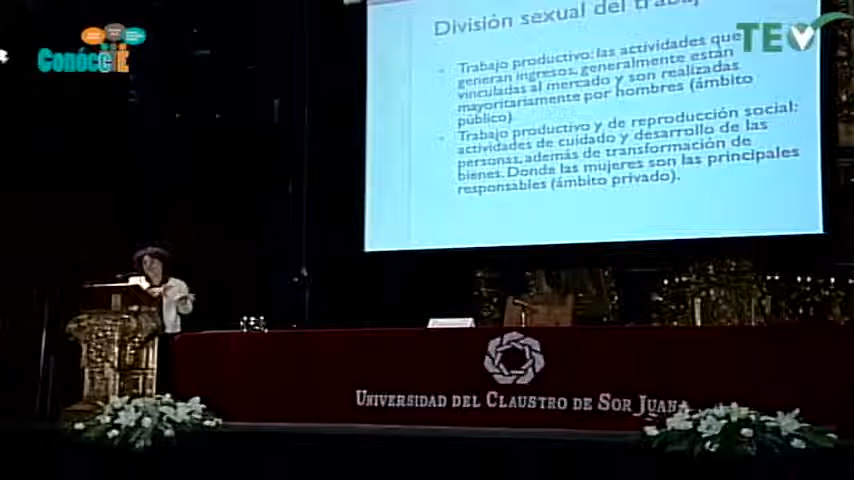 ConócTE
TEV
División sexual del trabaj
Trabajo productivo: las actividades que
generan ingresos, generalmente están
vinculadas al mercado y son realizadas
mayoritariamente por hombres (ámbito
público).
Trabajo productivo y de reproducción social:
actividades de cuidado y desarrollo de las
personas, además de transformación de
bienes. Donde las mujeres son las principales
responsables (ámbito privado).
Universidad del Claustro de Sor Juana